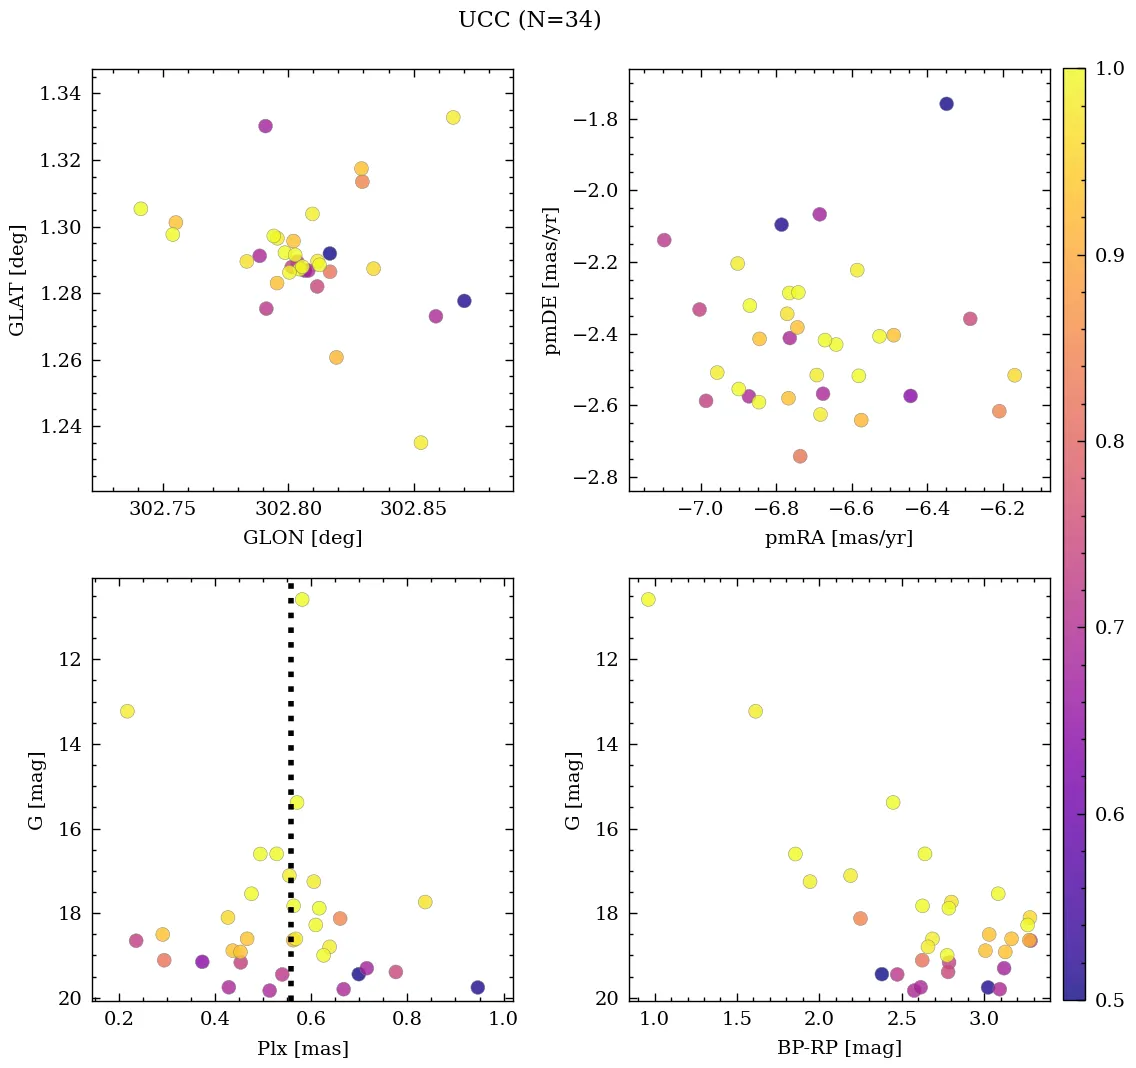 UCC (N=34)
1.34
1.32
1.30
1.28
1.26
1.24
GLAT [deg]
302.75 302.80 302.85
GLON [deg]
−1.8
−2.0
−2.2
−2.4
−2.6
−2.8
pmDE [mas/yr]
−7.0 −6.8 −6.6 −6.4 −6.2
pmRA [mas/yr]
12
14
16
18
20
G [mag]
0.2 0.4 0.6 0.8 1.0
Plx [mas]
12
14
16
18
20
G [mag]
1.0 1.5 2.0 2.5 3.0
BP-RP [mag]
1.0
0.9
0.8
0.7
0.6
0.5